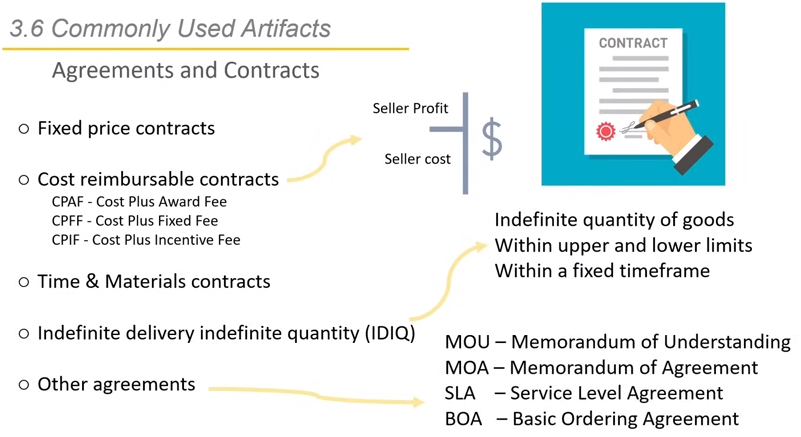 3.6 Commonly Used Artifacts
Agreements and Contracts
○ Fixed price contracts
○ Cost reimbursable contracts
CPAF - Cost Plus Award Fee
CPFF - Cost Plus Fixed Fee
CPIF - Cost Plus Incentive Fee
○ Time & Materials contracts
○ Indefinite delivery indefinite quantity (IDIQ)
○ Other agreements
Seller Profit
Seller cost
$
CONTRACT
Indefinite quantity of goods
Within upper and lower limits
Within a fixed timeframe
MOU – Memorandum of Understanding
MOA – Memorandum of Agreement
SLA – Service Level Agreement
BOA – Basic Ordering Agreement